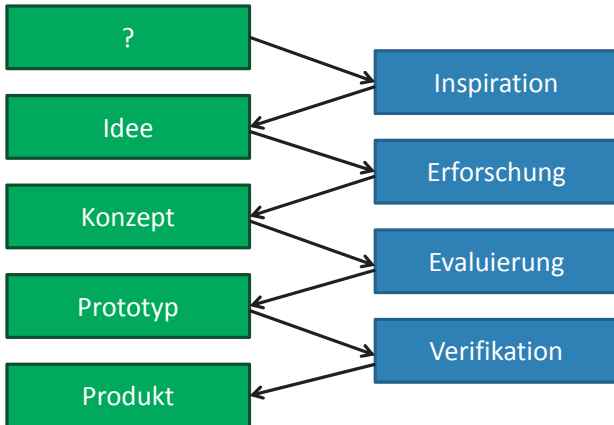 ?
Inspiration
Idee
Erforschung
Konzept
Evaluierung
Prototyp
Verifikation
Produkt